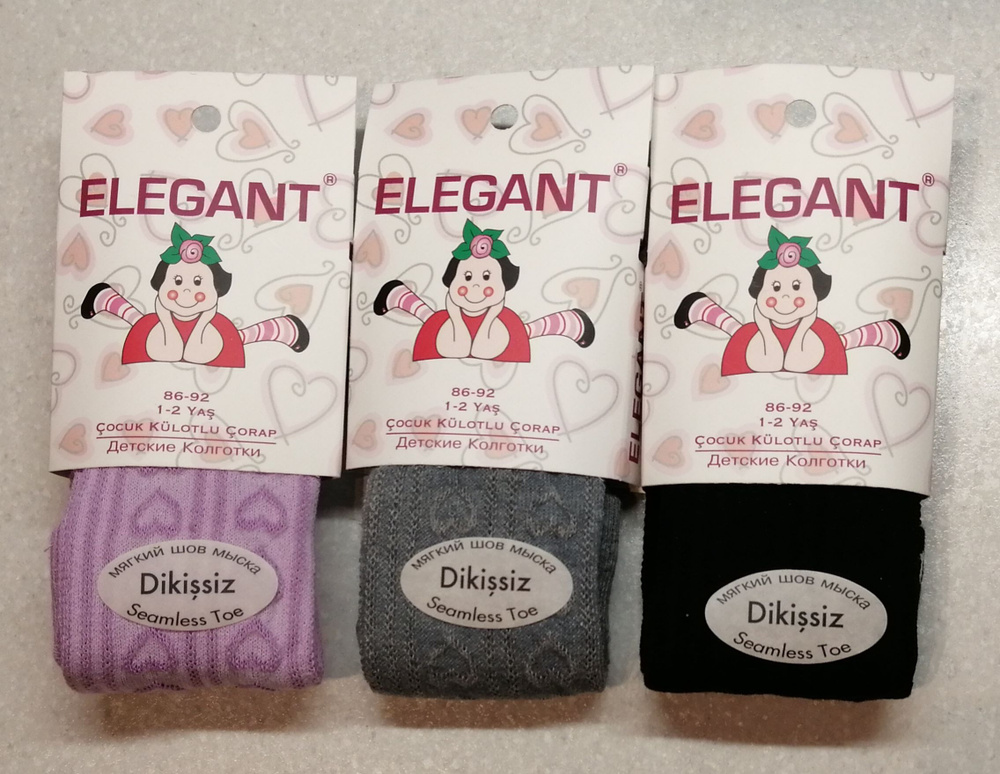 ELEGANT®
86-92
1-2 YAŞ
ÇOCUK KÜLOTLU ÇORAP
ДЕТСКИЕ КОЛГОТКИ
МЯГКИЙ ШОВ МЫСКА
Dikişsiz
Seamless Toe
ELEGANT®
86-92
1-2 YAŞ
ÇOCUK KÜLOTLU ÇORAP
ДЕТСКИЕ КОЛГОТКИ
МЯГКИЙ ШОВ МЫСКА
Dikişsiz
Seamless Toe
ELEGANT
ELEGANT®
86-92
1-2 YAŞ
ÇOCUK KÜLOTLU ÇORAP
ДЕТСКИЕ КОЛГОТКИ
МЯГКИЙ ШОВ МЫСКА
Dikişsiz
Seamless Toe